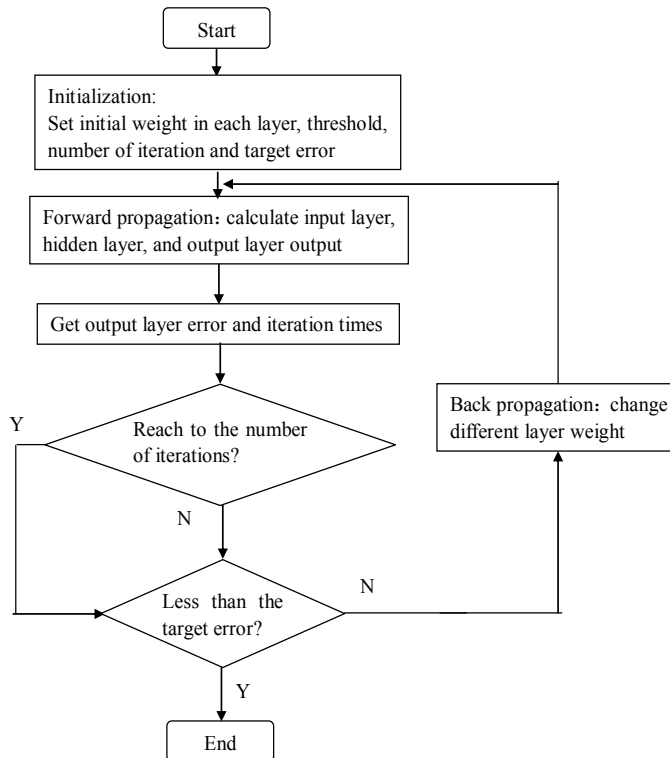 Start
Initialization:
Set initial weight in each layer, threshold,
number of iteration and target error
Forward propagation：calculate input layer,
hidden layer, and output layer output
Get output layer error and iteration times
Y
Reach to the number
of iterations?
Back propagation：change
different layer weight
N
Less than the
target error?
N
Y
End